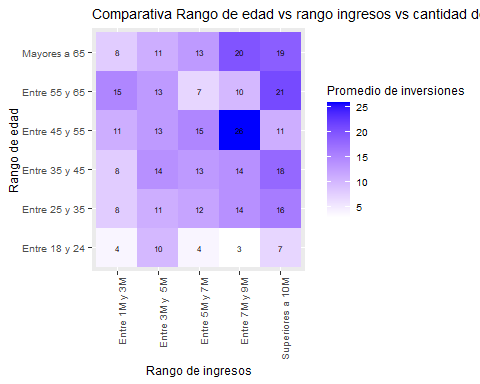 Comparativa Rango de edad vs rango ingresos vs cantidad d
Mayores a 65 8 11 13 20 19
Entre 55 y 65 15 13 7 10 21
Entre 45 y 55 11 13 15 11
Entre 35 y 45 8 14 13 14 18
Entre 25 y 35 8 11 12 14 16
Entre 18 y 24 4 10 4 3 7
Rango de edad
Entre 1M y 3M
Entre 3M y 5M
Entre 5M y 7M
Entre 7M y 9M
Superiores a 10M
Rango de ingresos
Promedio de inversiones
25
20
15
10
5